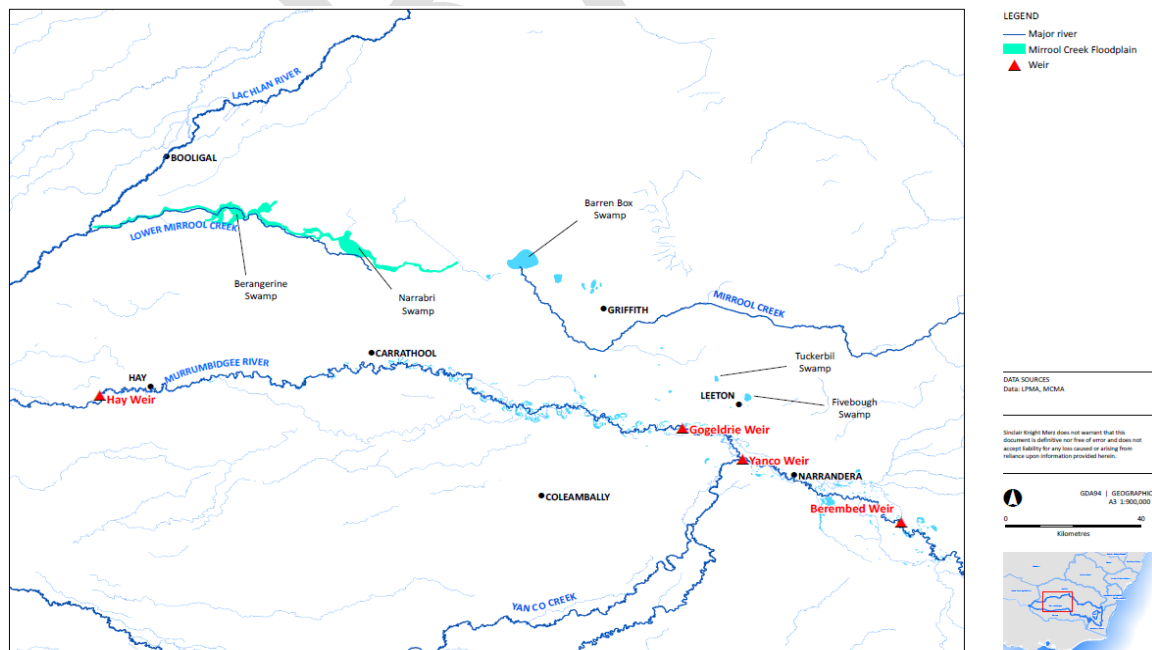 LACHLAN RIVER
BOOLIGAL
LOWER MIRROOL CREEK
Berangerine
Swamp
Narrabri
Swamp
Barren Box
Swamp
GRIFFITH
MIRROOL CREEK
CARRATHOOL
MURRUMBIDGEE RIVER
HAY
Hay Weir
Tuckerbil
Swamp
LEETON
Fivebough
Swamp
Gogeldrie Weir
Yanco Weir
NARRANDERA
Berembed Weir
COLEAMBALLY
YANCO CREEK
LEGEND
Major river
Mirrool Creek Floodplain
Weir
DATA SOURCES
Data: LPMA, MCMA
Sinclair Knight Merz does not warrant that this
document is definitive nor free of error and does not
accept liability for any loss caused or arising from
reliance upon information provided herein.
GDA94 | GEOGRAPHIC
A3 1:900,000
0 40
Kilometres